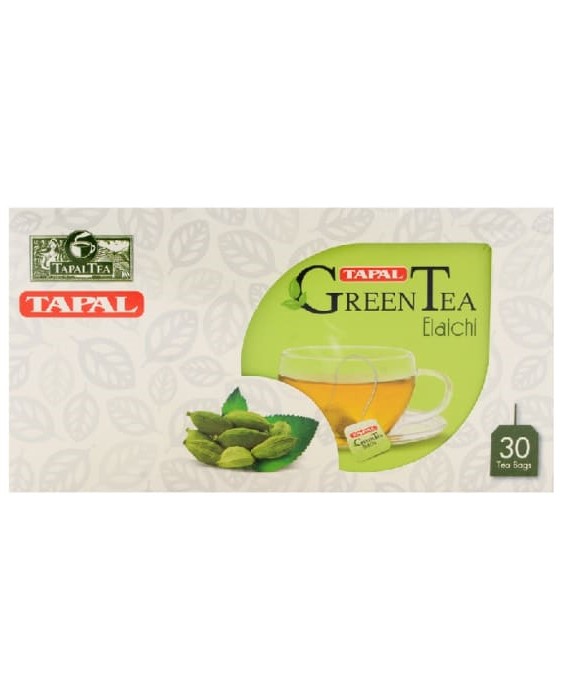 TAPAL TEA
TAPAL
TAPAL
GREEN TEA
Elaichi
TAPAL
GREEN TEA
30
Tea Bags